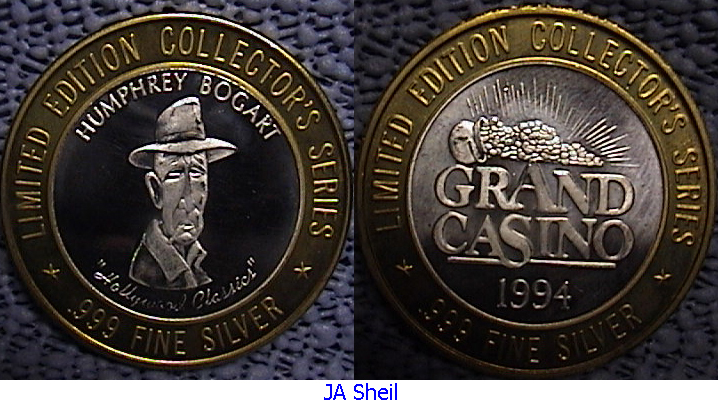 LIMITED EDITION COLLECTOR'S SERIES
HUMPHREY BOGART
"Hollywood Classics"
.999 FINE SILVER
LIMITED EDITION COLLECTOR'S SERIES
GRAND
CASINO
1994
.999 FINE SILVER
JA Sheil